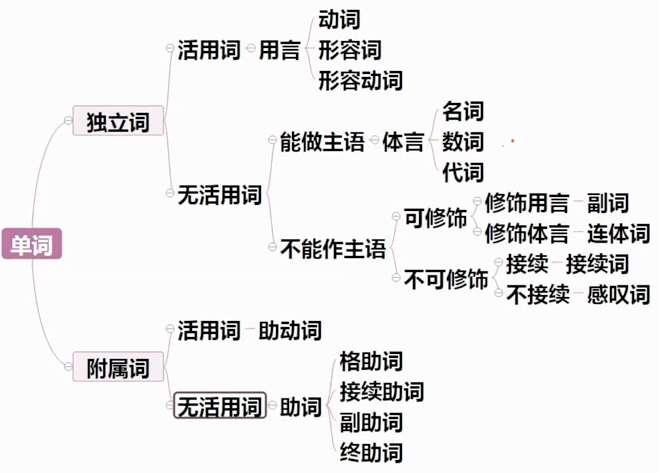 动词
活用词 用言 形容词
形容动词
独立词
名词
能做主语 体言 数词
代词
无活用词
修饰用言 副词
可修饰
修饰体言 连体词
单词
不能作主语
接续 接续词
不可修饰
不接续 感叹词
活用词 助动词
附属词
格助词
接续助词
无活用词 助词
副助词
终助词